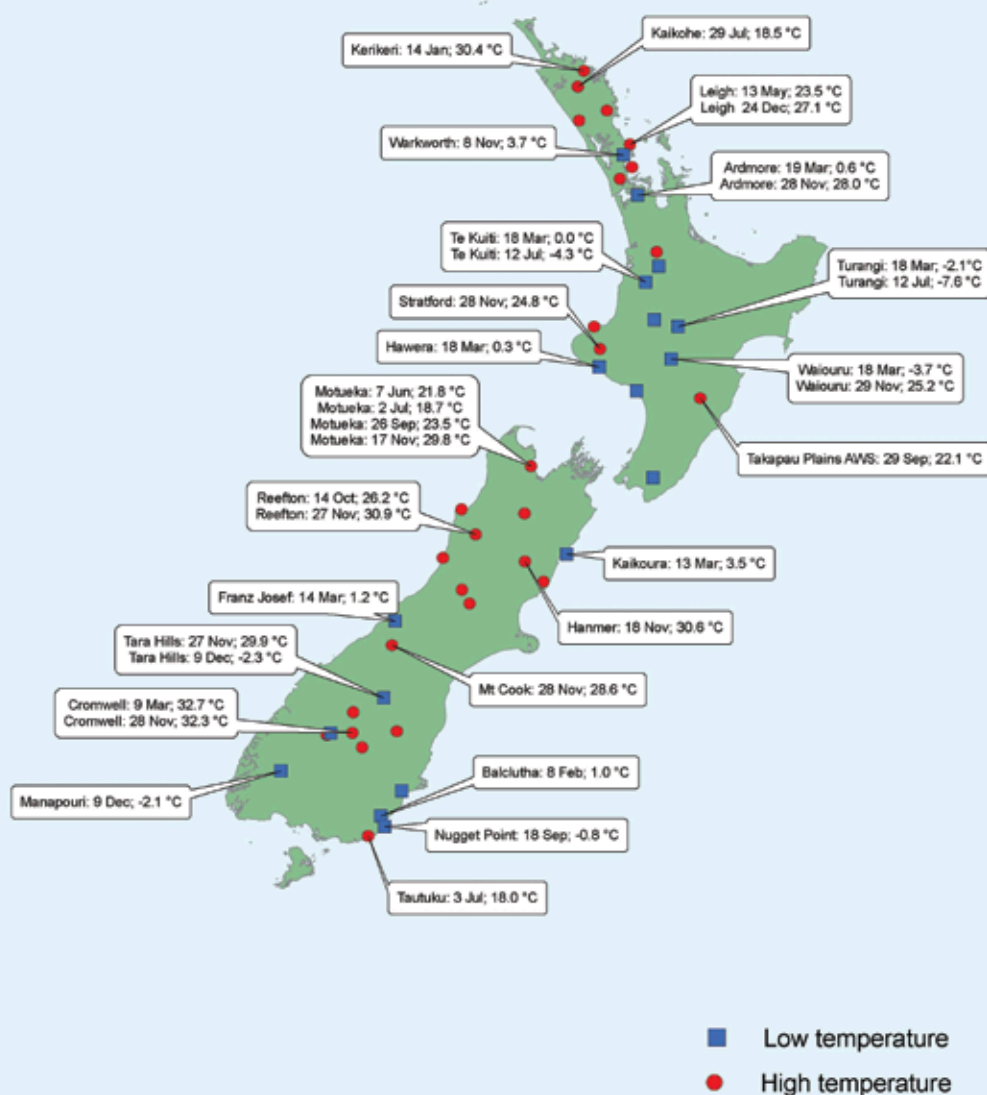 Kerikeri: 14 Jan; 30.4 °C
Kaikohe: 29 Jul; 18.5 °C
Leigh: 13 May; 23.5 °C
Leigh 24 Dec; 27.1 °C
Warkworth: 8 Nov; 3.7 °C
Ardmore: 19 Mar; 0.6 °C
Ardmore: 28 Nov; 28.0 °C
Te Kuiti: 18 Mar; 0.0 °C
Te Kuiti: 12 Jul; -4.3 °C
Turangi: 18 Mar; -2.1°C
Turangi: 12 Jul; -7.6 °C
Stratford: 28 Nov; 24.8 °C
Hawera: 18 Mar; 0.3 °C
Waiouru: 18 Mar; -3.7 °C
Waiouru: 29 Nov; 25.2 °C
Motueka: 7 Jun; 21.8 °C
Motueka: 2 Jul; 18.7 °C
Motueka: 26 Sep; 23.5 °C
Motueka: 17 Nov; 29.8 °C
Takapau Plains AWS: 29 Sep; 22.1 °C
Reefton: 14 Oct; 26.2 °C
Reefton: 27 Nov; 30.9 °C
Kaikoura: 13 Mar; 3.5 °C
Franz Josef: 14 Mar; 1.2 °C
Hanmer: 18 Nov; 30.6 °C
Tara Hills: 27 Nov; 29.9 °C
Tara Hills: 9 Dec; -2.3 °C
Mt Cook: 28 Nov; 28.6 °C
Cromwell: 9 Mar; 32.7 °C
Cromwell: 28 Nov; 32.3 °C
Balclutha: 8 Feb; 1.0 °C
Manapouri: 9 Dec; -2.1 °C
Nugget Point: 18 Sep; -0.8 °C
Tautuku: 3 Jul; 18.0 °C
Low temperature
High temperature